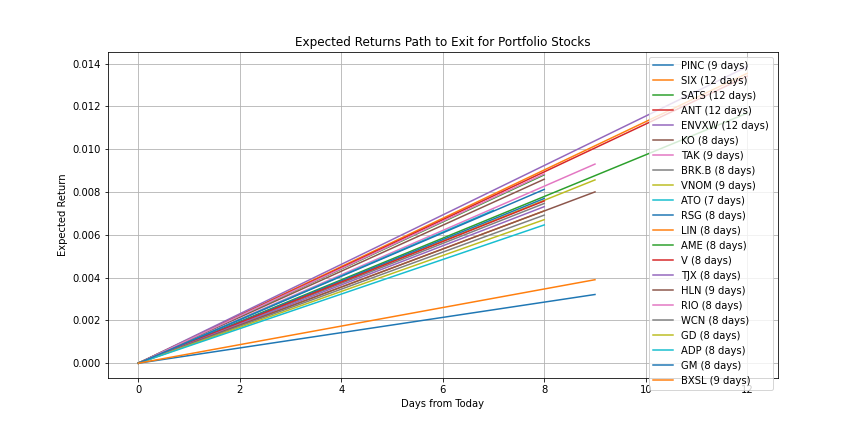 Expected Returns Path to Exit for Portfolio Stocks
Expected Return
0.014
0.012
0.010
0.008
0.006
0.004
0.002
0.000
0 2 4 6 8 10 12
Days from Today
PINC (9 days)
SIX (12 days)
SATS (12 days)
ANT (12 days)
ENVXW (12 days)
KO (8 days)
TAK (9 days)
BRK.B (8 days)
VNOM (9 days)
ATO (7 days)
RSG (8 days)
LIN (8 days)
AME (8 days)
V (8 days)
TJX (8 days)
HLN (9 days)
RIO (8 days)
WCN (8 days)
GD (8 days)
ADP (8 days)
GM (8 days)
BXSL (9 days)